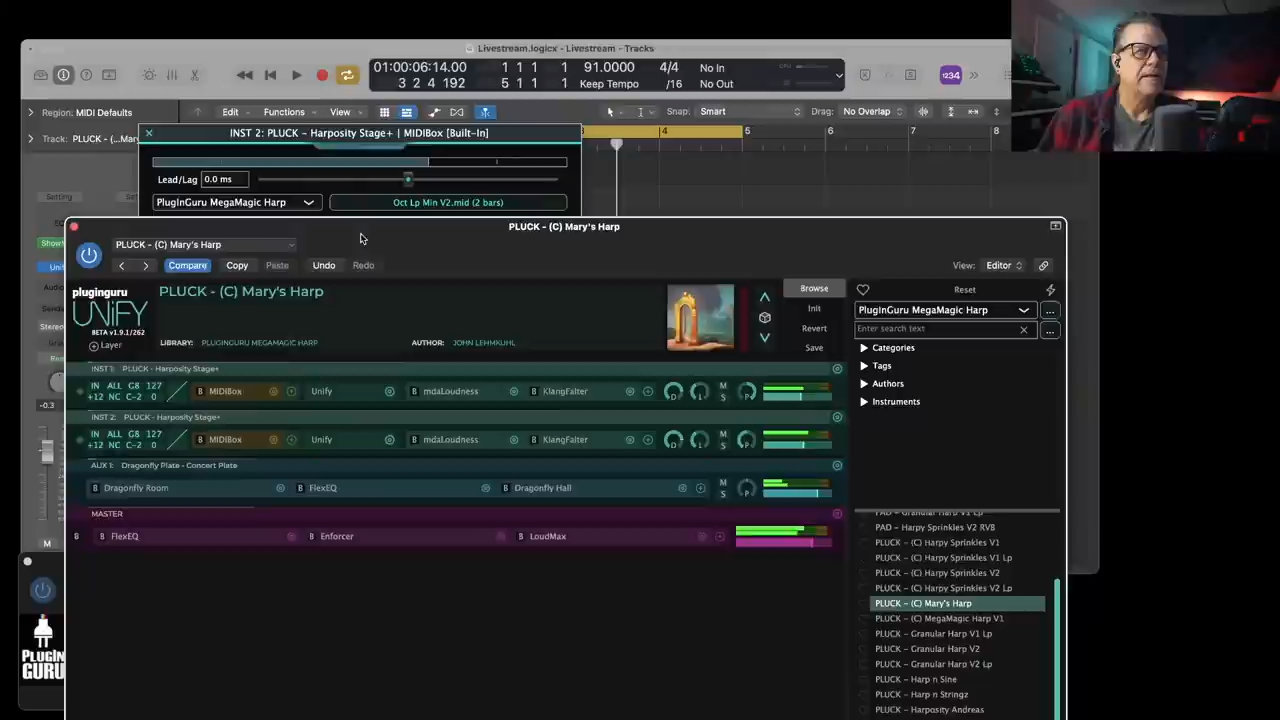 Livestream.logicx - Livestream - Tracks
01:00:06:14.00
3 2 4 192
1 1 1 1
5 1 1 1
91.0000
Keep Tempo
4/4
/16
No In
No Out
1234
Region: MIDI Defaults
Edit
Functions
View
Snap:
Smart
Drag:
No Overlap
Track: PLUCK - (...Mary
INST 2: PLUCK - Harposity Stage+ | MIDIBox [Built-In]
4
5
6
7
8
Lead/Lag
0.0 ms
PlugInGuru MegaMagic Harp
Oct Lp Min V2.mid (2 bars)
Setting
PLUCK - (C) Mary's Harp
PLUCK - (C) Mary's Harp
Compare
Copy
Paste
Undo
Redo
View:
Editor
pluginguru
UNIFY
BETA v1.9.1/262
Layer
PLUCK - (C) Mary's Harp
LIBRARY:
PLUGINGURU MEGAMAGIC HARP
AUTHOR:
JOHN LEHMKUHL
Browse
Init
Revert
Save
Reset
PlugInGuru MegaMagic Harp
...
Enter search text
...
Categories
Tags
Authors
Instruments
INST 1: PLUCK - Harposity Stage+
IN ALL G8 127
+12 NC C-2 0
B MIDIBox
Unify
mdaLoudness
KlangFalter
D
L
M
S
P
INST 2: PLUCK - Harposity Stage+
IN ALL G8 127
+12 NC C-2 0
B MIDIBox
Unify
mdaLoudness
KlangFalter
D
L
M
S
P
AUX 1: Dragonfly Plate - Concert Plate
B Dragonfly Room
B FlexEQ
B Dragonfly Hall
M
S
P
MASTER
B
B FlexEQ
B Enforcer
B LoudMax
-0.3
M
PLUGIN
GURU
PAD - Granular Harp V1 Lp
PAD - Harpy Sprinkles V2 RVB
PLUCK - (C) Harpy Sprinkles V1
PLUCK - (C) Harpy Sprinkles V1 Lp
PLUCK - (C) Harpy Sprinkles V2
PLUCK - (C) Harpy Sprinkles V2 Lp
PLUCK - (C) Mary's Harp
PLUCK - (C) MegaMagic Harp V1
PLUCK - Granular Harp V1 Lp
PLUCK - Granular Harp V2
PLUCK - Granular Harp V2 Lp
PLUCK - Harp n Sine
PLUCK - Harp n Stringz
PLUCK - Harposity Andreas